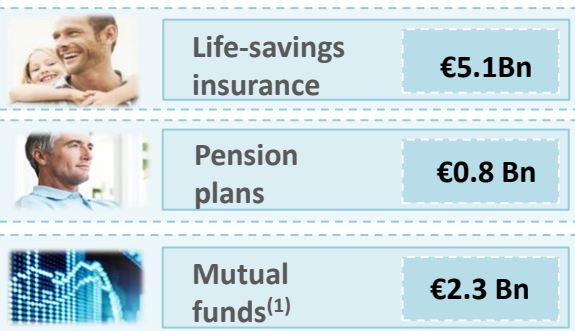 Life-savings
insurance
€5.1Bn
Pension
plans
€0.8 Bn
Mutual
funds(1)
€2.3 Bn